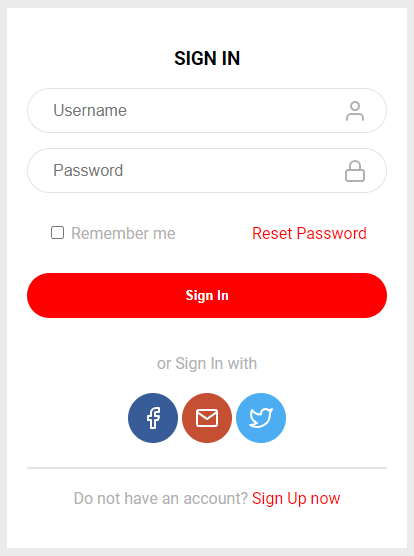 SIGN IN
Username
Password
Remember me Reset Password
Sign In
or Sign In with
Do not have an account? Sign Up now